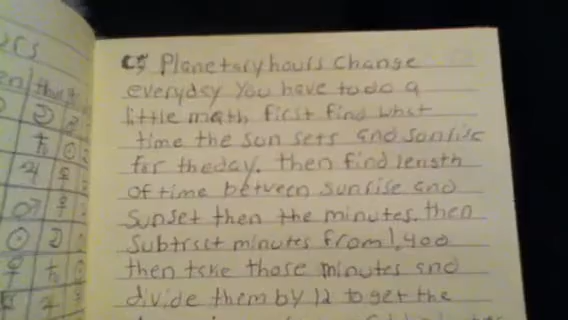 Planetary hours change
everyday You have to do a
little math first find what
time the sun sets and sunrise
for the day. then find length
of time between sunrise and
sunset then the minutes. then
Subtrsct minutes from 1,400
then take those minutes and
divide them by 12 to get the